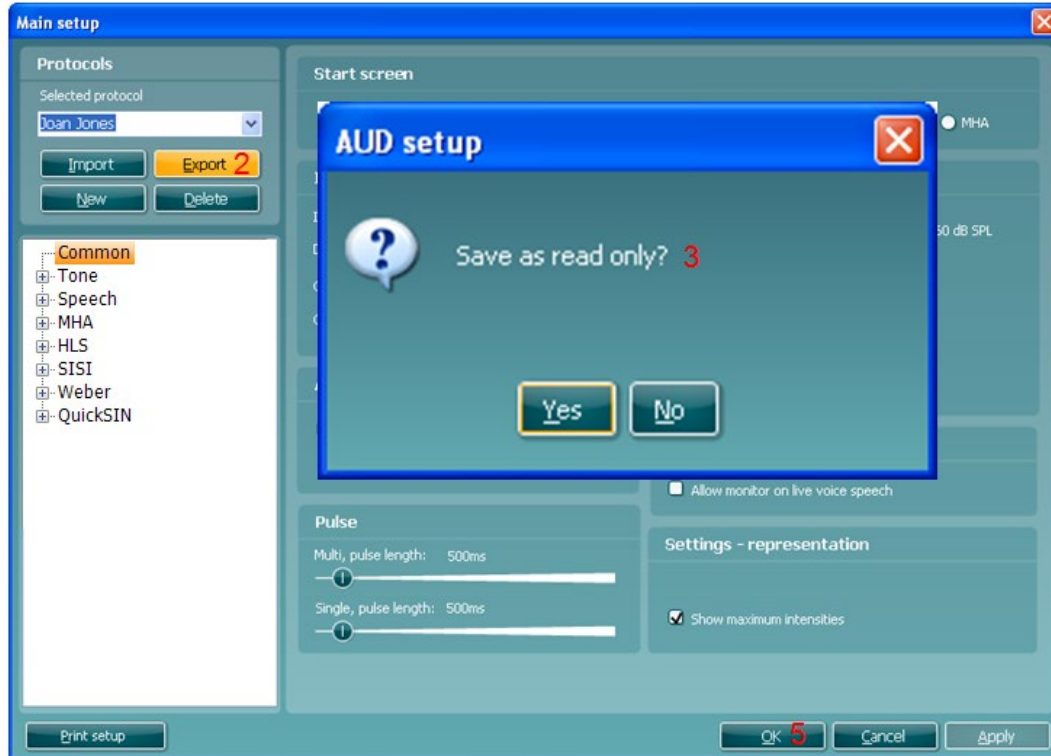 Main setup
Protocols
Selected protocol
Joan Jones
Import
Export 2
New
Delete
Common
Tone
Speech
MHA
HLS
SISI
Weber
QuickSIN
Start screen
MHA
AUD setup
Save as read only? 3
Yes
No
50 dB SPL
Allow monitor on live voice speech
Pulse
Multi, pulse length: 500ms
Single, pulse length: 500ms
Settings - representation
Show maximum intensities
Print setup
OK 5
Cancel
Apply